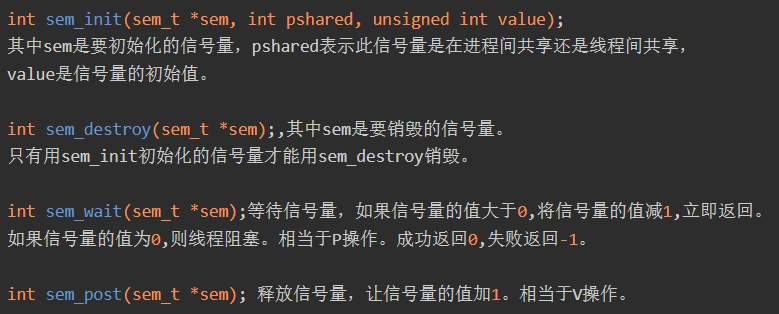 int sem_init(sem_t *sem, int pshared, unsigned int value);
其中sem是要初始化的信号量，pshared表示此信号量是在进程间共享还是线程间共享，
value是信号量的初始值。
int sem_destroy(sem_t *sem);,其中sem是要销毁的信号量。
只有用sem_init初始化的信号量才能用sem_destroy销毁。
int sem_wait(sem_t *sem);等待信号量，如果信号量的值大于0,将信号量的值减1,立即返回。
如果信号量的值为0,则线程阻塞。相当于P操作。成功返回0,失败返回-1。
int sem_post(sem_t *sem); 释放信号量，让信号量的值加1。相当于V操作。